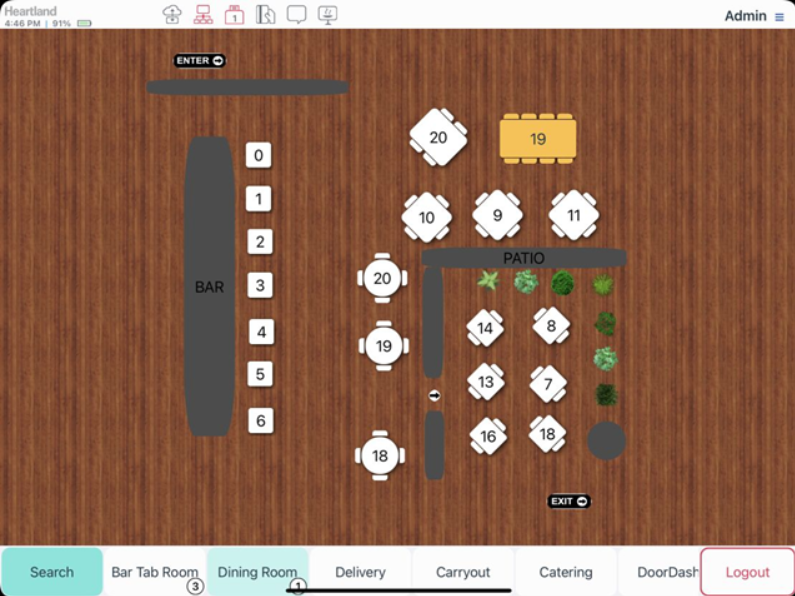 Heartland
4:46 PM | 91%
1
Admin
ENTER
20
19
0
1
10
9
11
2
PATIO
20
3
BAR
14
8
4
19
5
13
7
6
16
18
18
EXIT
Search
Bar Tab Room
3
Dining Room
1
Delivery
Carryout
Catering
DoorDash
Logout